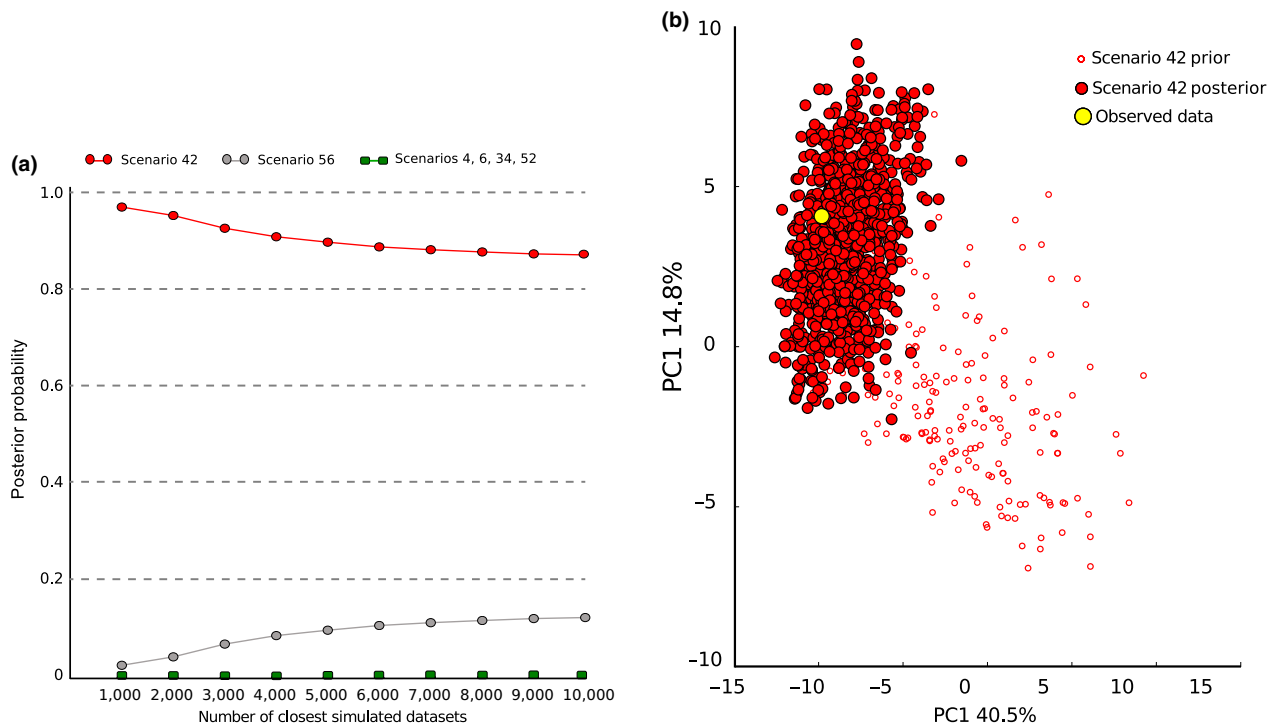 (a)
Scenario 42
Scenario 56
Scenarios 4, 6, 34, 52
1.0
0.8
0.6
0.4
0.2
0
Posterior probability
1,000 2,000 3,000 4,000 5,000 6,000 7,000 8,000 9,000 10,000
Number of closest simulated datasets
(b)
Scenario 42 prior
Scenario 42 posterior
Observed data
10
5
0
–5
–10
PC1 14.8%
–15 –10 –5 0 5 10 15
PC1 40.5%